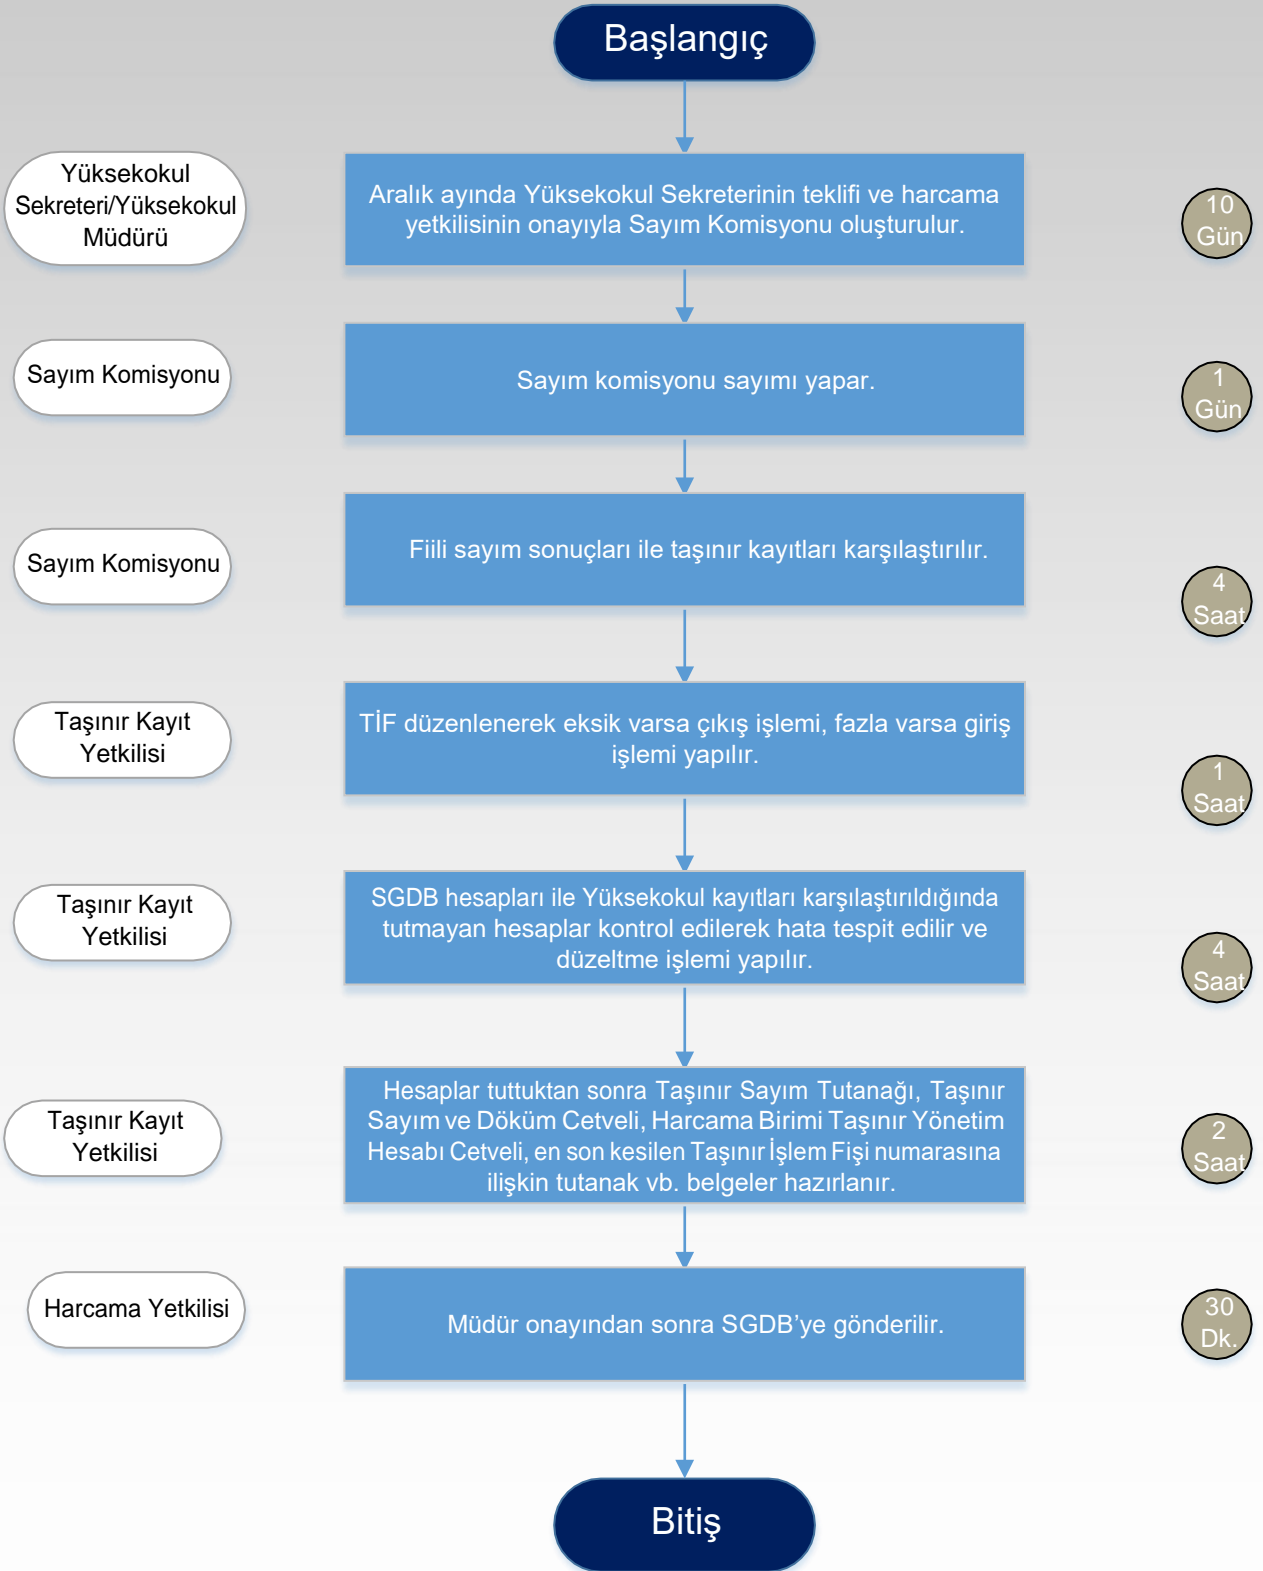 Başlangıç
Yüksekokul
Sekreteri/Yüksekokul
Müdürü
Aralık ayında Yüksekokul Sekreterinin teklifi ve harcama
yetkilisinin onayıyla Sayım Komisyonu oluşturulur.
10
Gün
Sayım Komisyonu
Sayım komisyonu sayımı yapar.
1
Gün
Sayım Komisyonu
Fiili sayım sonuçları ile taşınır kayıtları karşılaştırılır.
4
Saat
Taşınır Kayıt
Yetkilisi
TİF düzenlenerek eksik varsa çıkış işlemi, fazla varsa giriş
işlemi yapılır.
1
Saat
Taşınır Kayıt
Yetkilisi
SGDB hesapları ile Yüksekokul kayıtları karşılaştırıldığında
tutmayan hesaplar kontrol edilerek hata tespit edilir ve
düzeltme işlemi yapılır.
4
Saat
Taşınır Kayıt
Yetkilisi
Hesaplar tuttuktan sonra Taşınır Sayım Tutanağı, Taşınır
Sayım ve Döküm Cetveli, Harcama Birimi Taşınır Yönetim
Hesabı Cetveli, en son kesilen Taşınır İşlem Fişi numarasına
ilişkin tutanak vb. belgeler hazırlanır.
2
Saat
Harcama Yetkilisi
Müdür onayından sonra SGDB’ye gönderilir.
30
Dk.
Bitiş